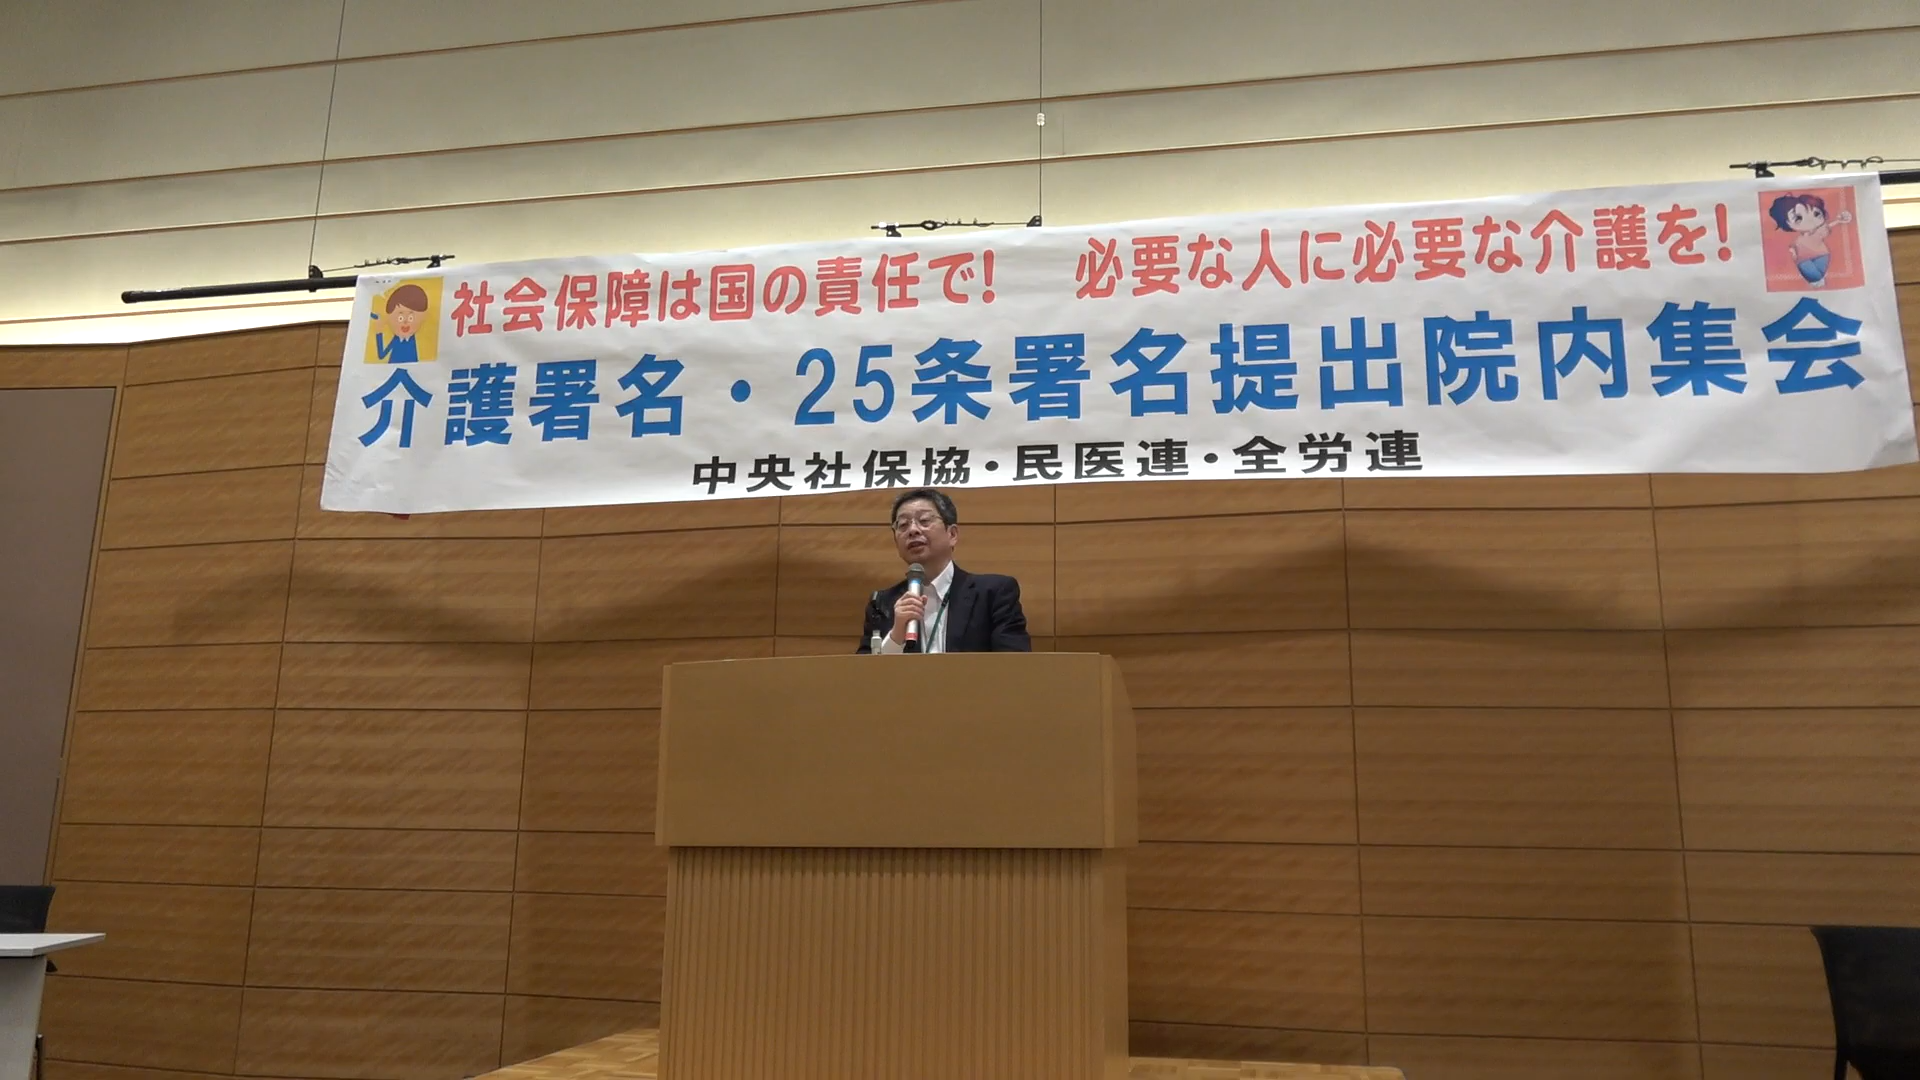 社会保障は国の責任で！　必要な人に必要な介護を！
介護署名・25条署名提出院内集会
中央社保協・民医連・全労連